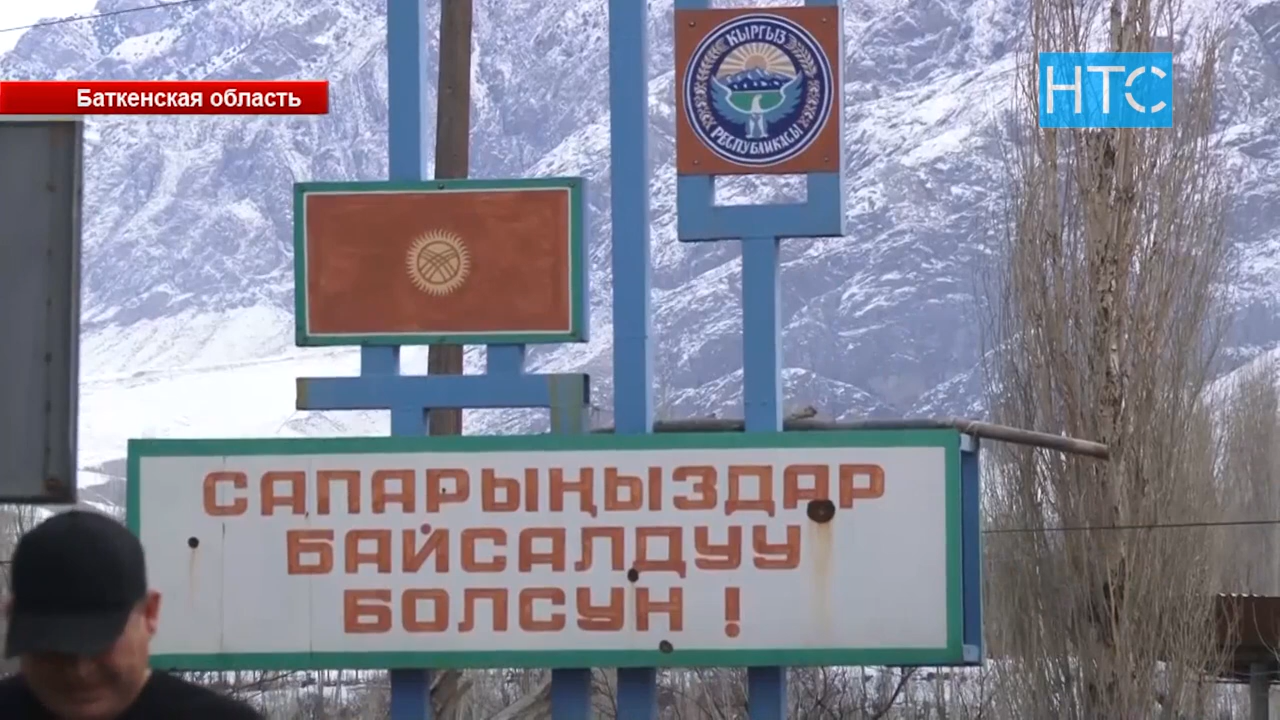 Баткенская область
НТС
КЫРГЫЗ
РЕСПУБЛИКАСЫ
САПАРЫҢЫЗДАР
БАЙСАЛДУУ
БОЛСУН !